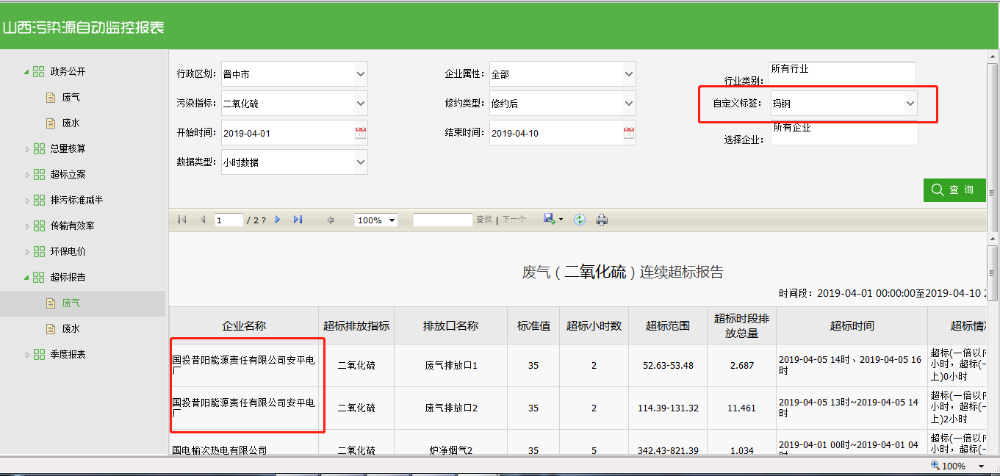 山西污染源自动监控报表
政务公开
废气
废水
总量核算
超标立案
排污标准减半
传输有效率
环保电价
超标报告
废气
废水
季度报表
行政区划： 晋中市 企业属性： 全部 行业类别： 所有行业
污染指标： 二氧化硫 修约类型： 修约后 自定义标签： 玛钢
开始时间： 2019-04-01 结束时间： 2019-04-10 选择企业： 所有企业
数据类型： 小时数据
查 询
1 / 2 ? 100% 查找 | 下一个
废气（二氧化硫）连续超标报告
时间段：2019-04-01 00:00:00至2019-04-10
企业名称 超标排放指标 排放口名称 标准值 超标小时数 超标范围 超标时段排 超标时间 超标情
放总量
国投昔阳能源责任有限公司安平电 二氧化硫 废气排放口1 35 2 52.63-53.48 2.687 2019-04-05 14时、2019-04-05 16 超标(一倍以内
厂 时 小时，超标(一
上)0小时
国投昔阳能源责任有限公司安平电 二氧化硫 废气排放口2 35 2 114.39-131.32 11.461 2019-04-05 13时~2019-04-05 14 超标(一倍以内
厂 时 小时，超标(一
上)2小时
国电榆次热电有限公司 二氧化硫 炉净烟气2 35 5 342.43-821.39 1.034 2019-04-01 00时~2019-04-01 04 超标(一倍以内
时 小时，超标(一
100%